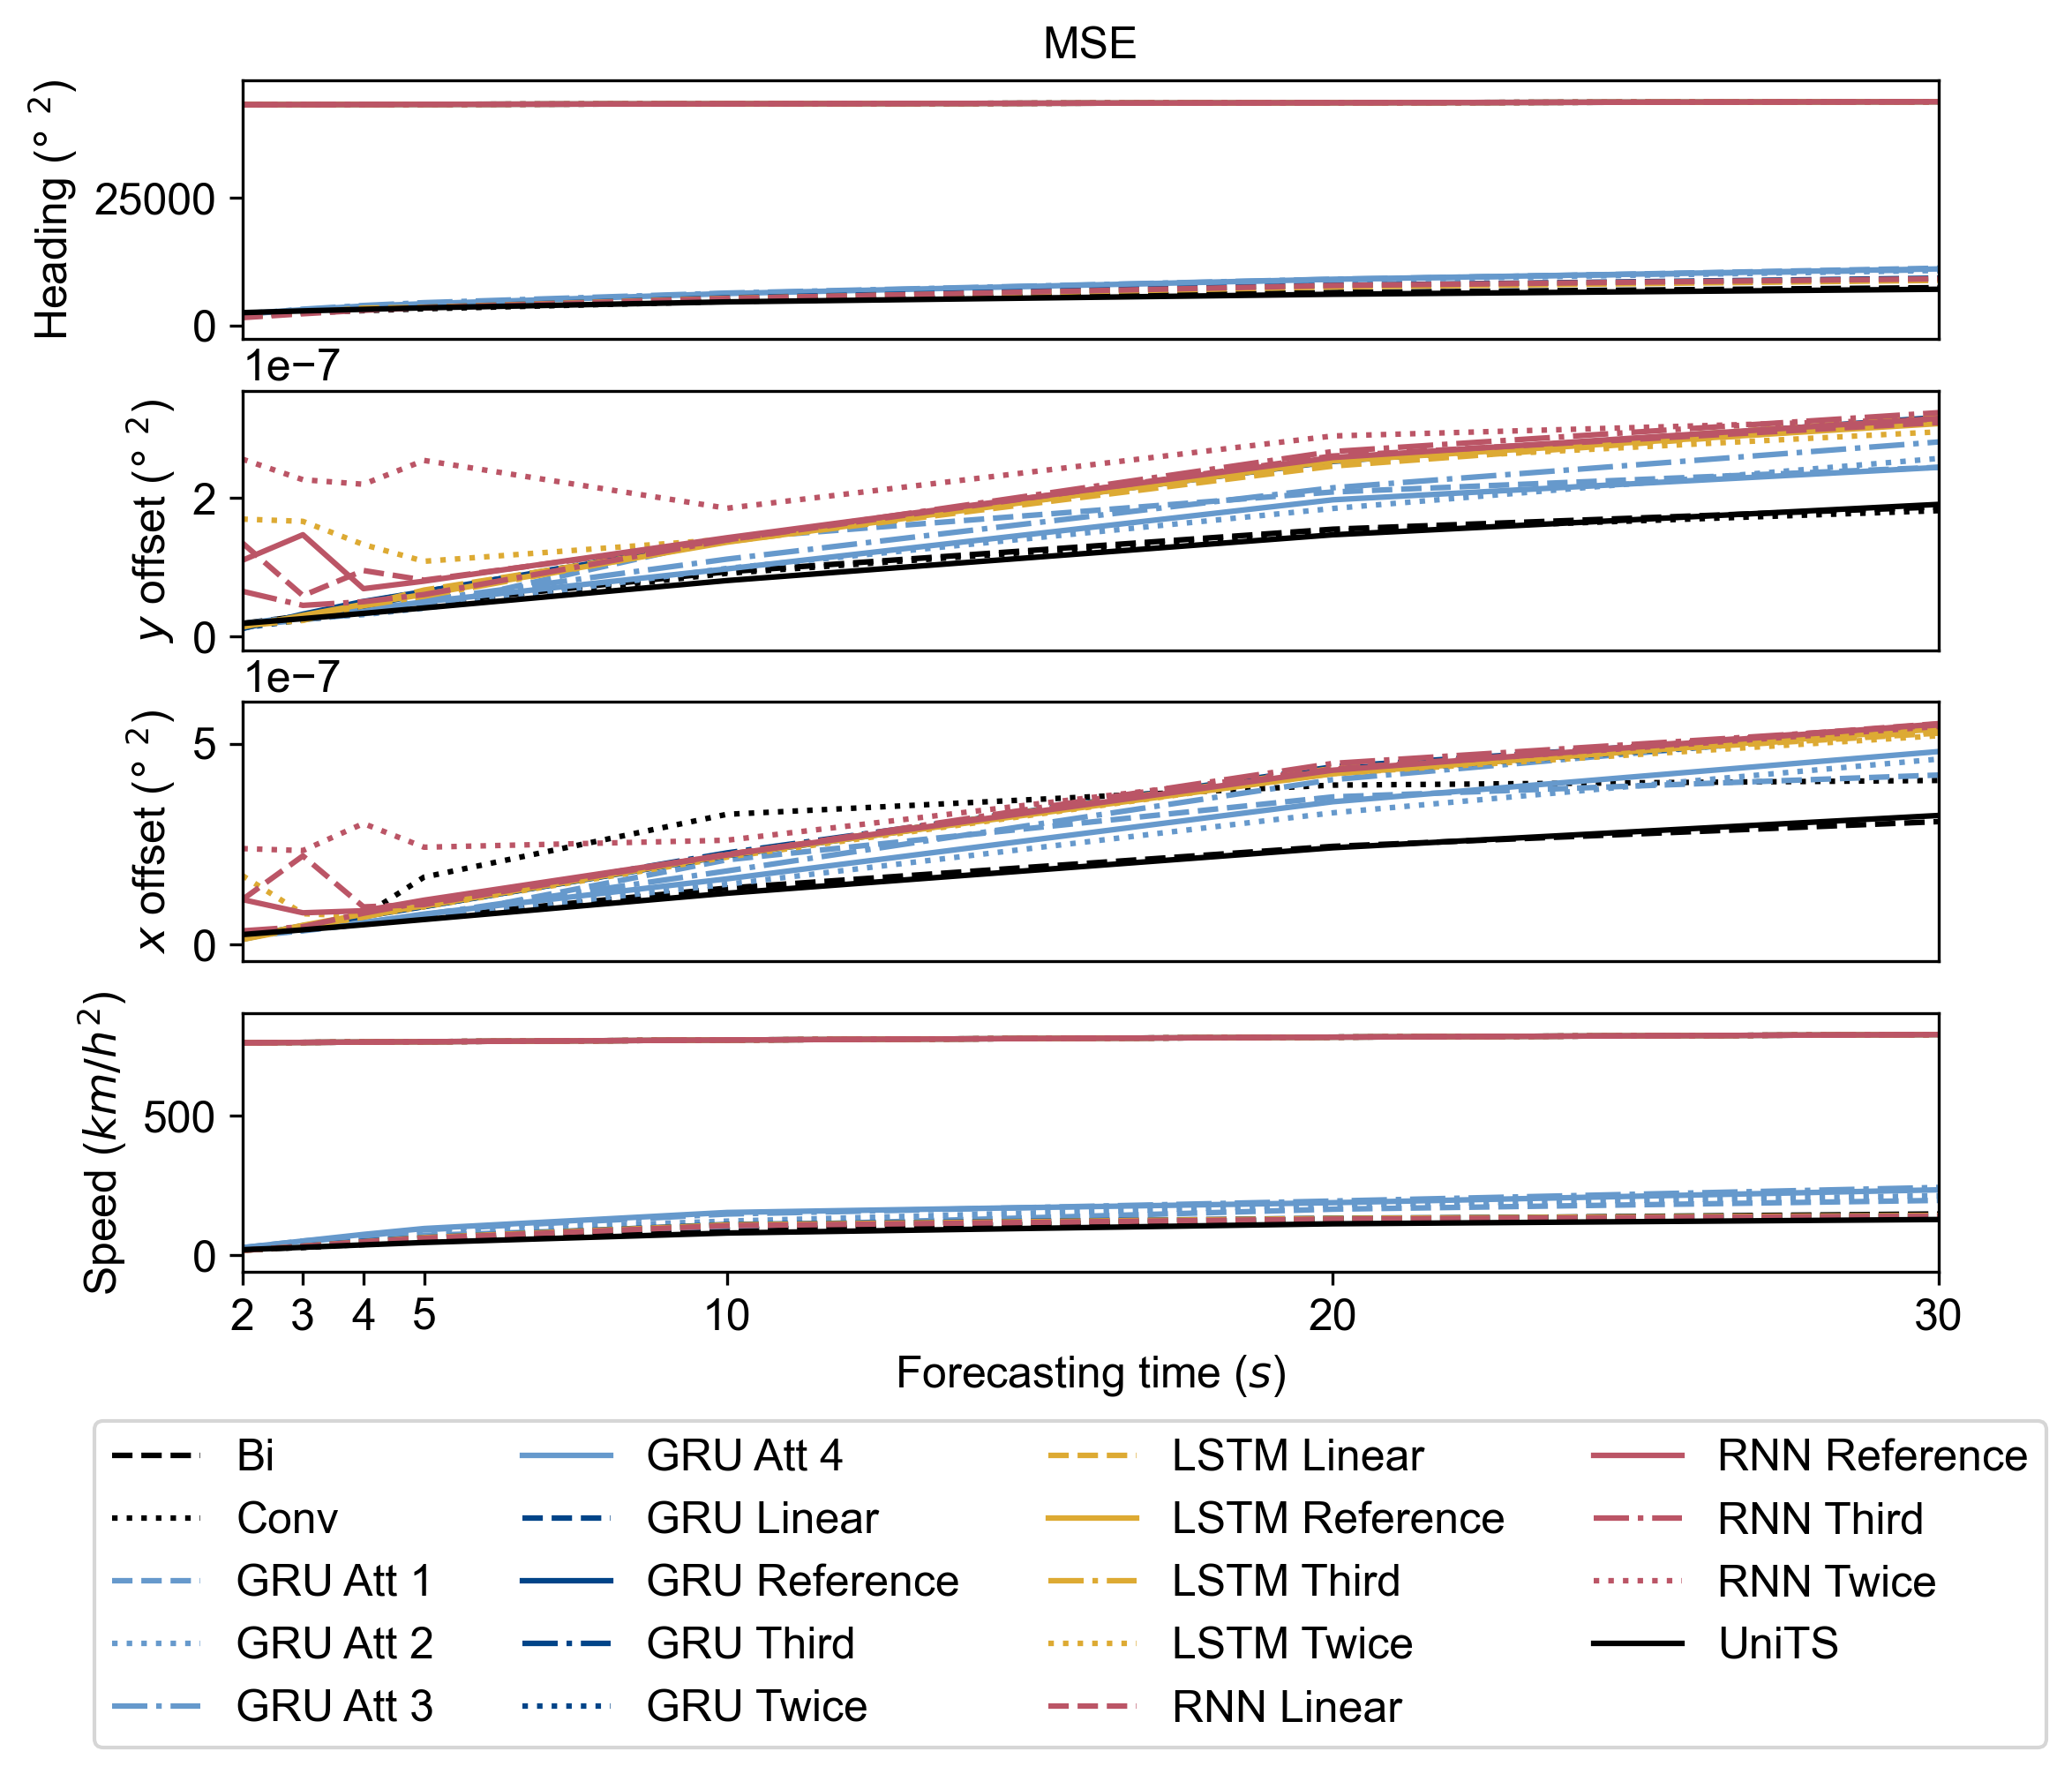 MSE
Heading (° ²)
25000
0
1e−7
y offset (° ²)
2
0
1e−7
x offset (° ²)
5
0
Speed (km/h²)
500
0
2 3 4 5 10 20 30
Forecasting time (s)
Bi
Conv
GRU Att 1
GRU Att 2
GRU Att 3
GRU Att 4
GRU Linear
GRU Reference
GRU Third
GRU Twice
LSTM Linear
LSTM Reference
LSTM Third
LSTM Twice
RNN Linear
RNN Reference
RNN Third
RNN Twice
UniTS